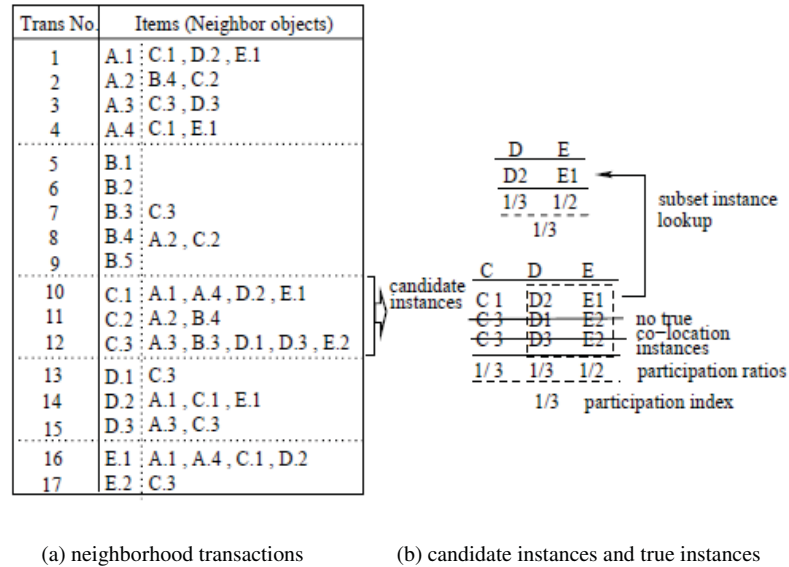 Trans No. Items (Neighbor objects)
1 A.1 C.1 , D.2 , E.1
2 A.2 B.4 , C.2
3 A.3 C.3 , D.3
4 A.4 C.1 , E.1
5 B.1
6 B.2
7 B.3 C.3
8 B.4 A.2 , C.2
9 B.5
10 C.1 A.1 , A.4 , D.2 , E.1
11 C.2 A.2 , B.4
12 C.3 A.3 , B.3 , D.1 , D.3 , E.2
13 D.1 C.3
14 D.2 A.1 , C.1 , E.1
15 D.3 A.3 , C.3
16 E.1 A.1 , A.4 , C.1 , D.2
17 E.2 C.3
candidate
instances
D E
D2 E1
1/3 1/2
1/3
subset instance
lookup
C D E
C 1 D2 E1
C 3 D1 E2
C 3 D3 E2
no true
co-location
instances
1/3 1/3 1/2 participation ratios
1/3 participation index
(a) neighborhood transactions
(b) candidate instances and true instances